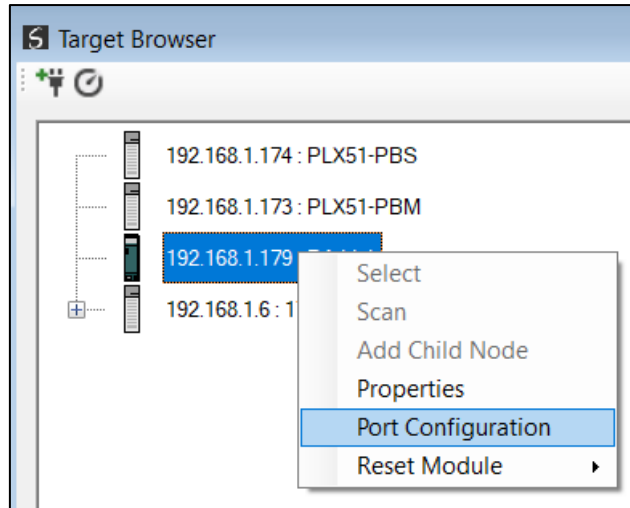 Target Browser
192.168.1.174 : PLX51-PBS
192.168.1.173 : PLX51-PBM
192.168.1.179
192.168.1.6 : 1
Select
Scan
Add Child Node
Properties
Port Configuration
Reset Module